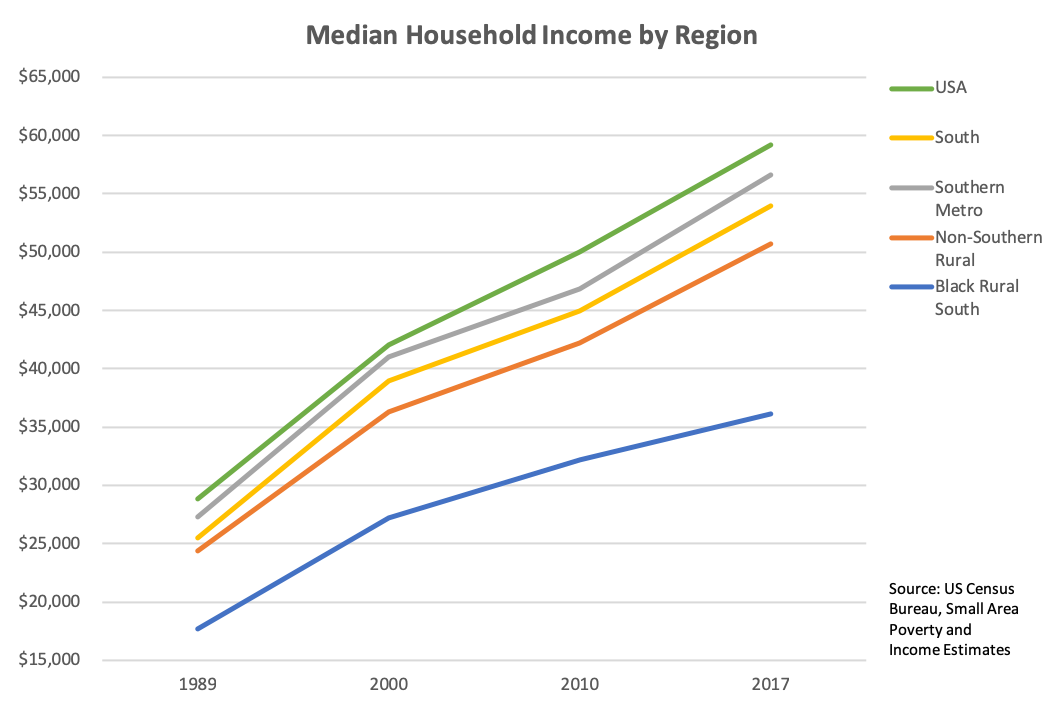 Median Household Income by Region
$65,000
$60,000
$55,000
$50,000
$45,000
$40,000
$35,000
$30,000
$25,000
$20,000
$15,000
1989
2000
2010
2017
USA
South
Southern
Metro
Non-Southern
Rural
Black Rural
South
Source: US Census
Bureau, Small Area
Poverty and
Income Estimates